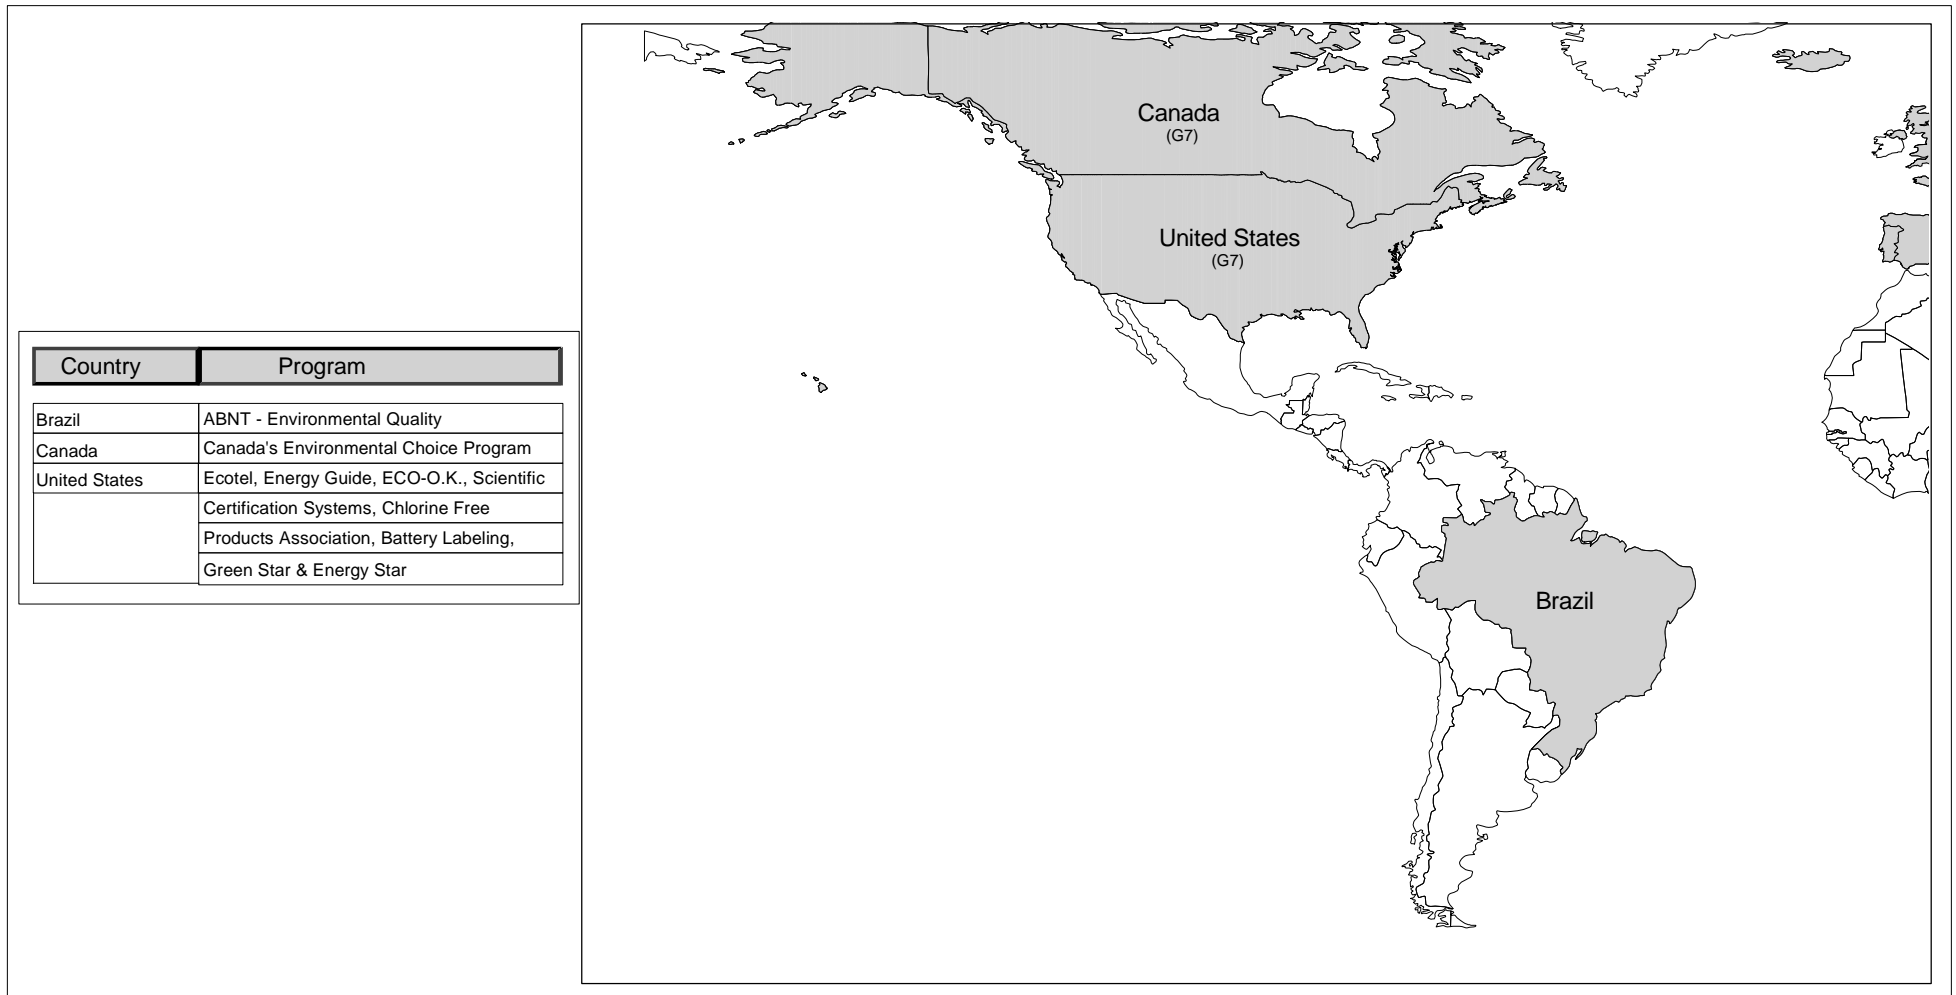 Country Program
Brazil ABNT - Environmental Quality
Canada Canada's Environmental Choice Program
United States Ecotel, Energy Guide, ECO-O.K., Scientific
Certification Systems, Chlorine Free
Products Association, Battery Labeling,
Green Star & Energy Star
Canada
(G7)
United States
(G7)
Brazil